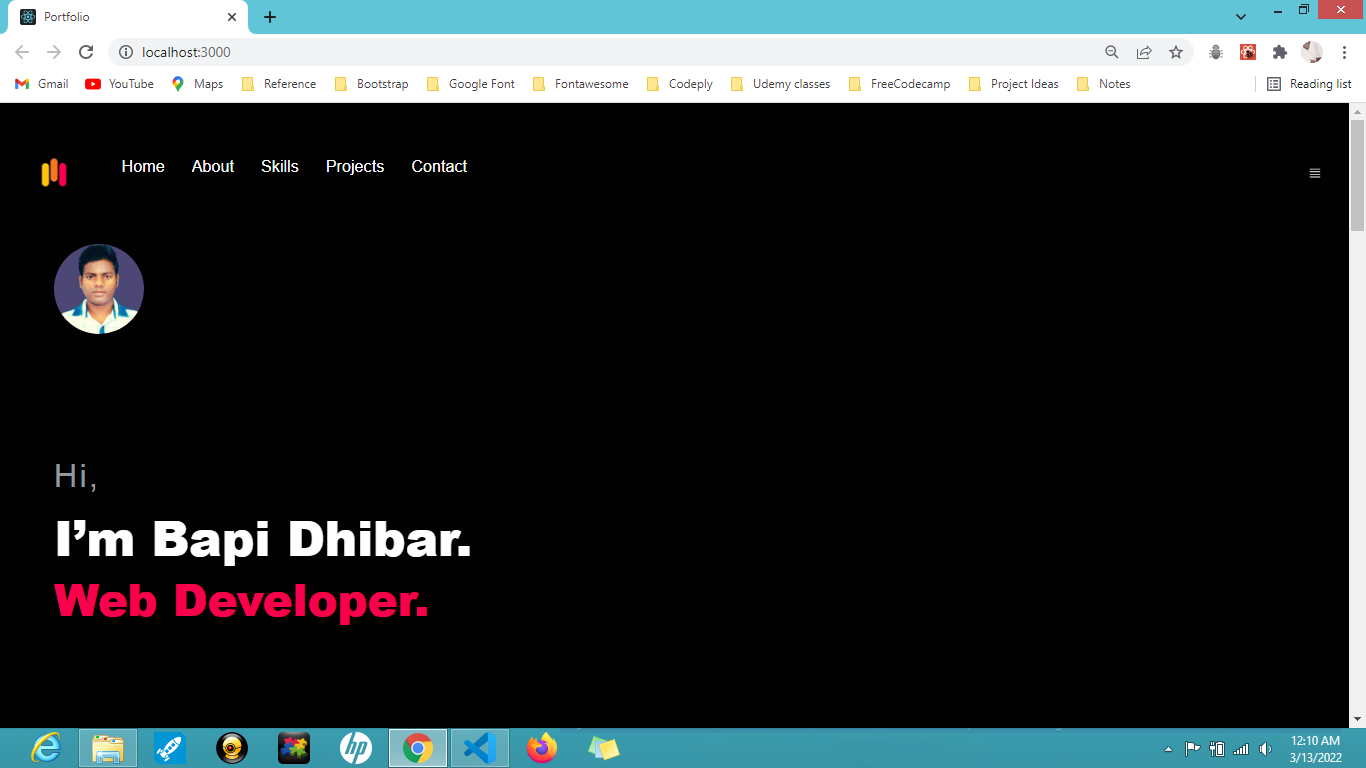 Portfolio
localhost:3000
Gmail YouTube Maps Reference Bootstrap Google Font Fontawesome Codeply Udemy classes FreeCodecamp Project Ideas Notes Reading list
Home About Skills Projects Contact
Hi,
I’m Bapi Dhibar.
Web Developer.
hp
12:10 AM
3/13/2022